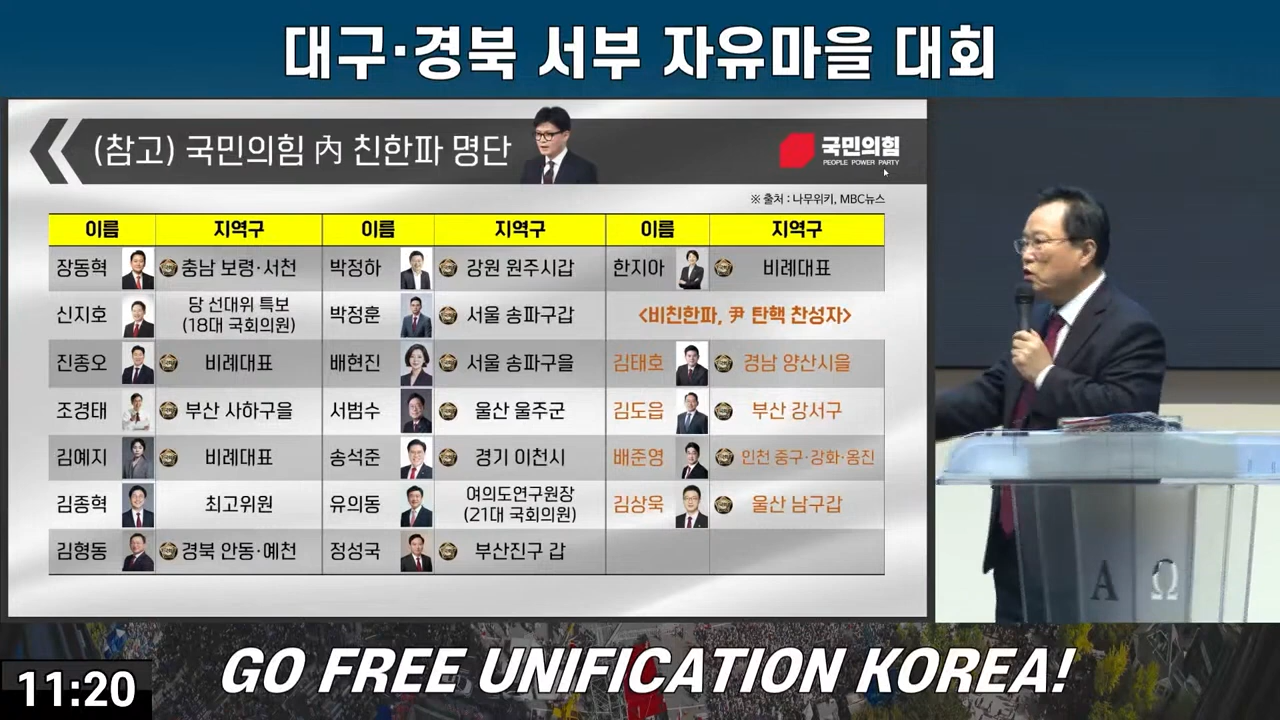 대구·경북 서부 자유마을 대회
(참고) 국민의힘 內 친한파 명단
국민의힘
PEOPLE POWER PARTY
※ 출처 : 나무위키, MBC뉴스
이름 지역구 이름 지역구 이름 지역구
장동혁 충남 보령·서천 박정하 강원 원주시갑 한지아 비례대표
신지호 당 선대위 특보 (18대 국회의원) 박정훈 서울 송파구갑 <비친한파, 尹 탄핵 찬성자>
진종오 비례대표 배현진 서울 송파구을 김태호 경남 양산시을
조경태 부산 사하구을 서범수 울산 울주군 김도읍 부산 강서구
김예지 비례대표 송석준 경기 이천시 배준영 인천 중구·강화·옹진
김종혁 최고위원 유의동 여의도연구원장 (21대 국회의원) 김상욱 울산 남구갑
김형동 경북 안동·예천 정성국 부산진구 갑
Α Ω
GO FREE UNIFICATION KOREA!
11:20